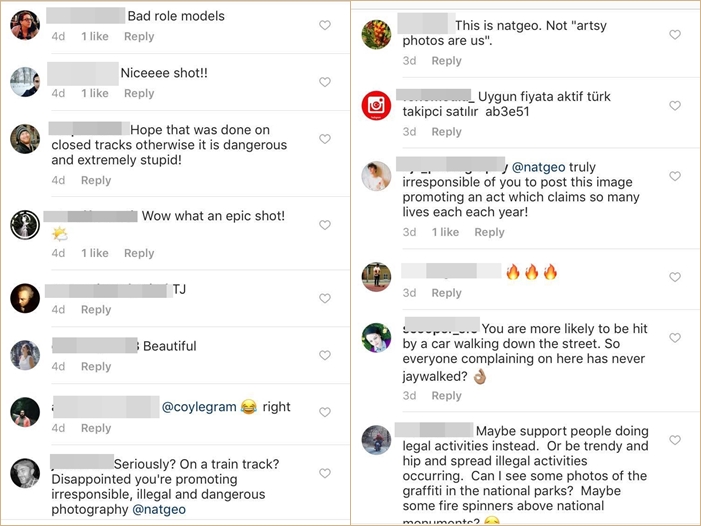 Bad role models
4d 1 like Reply
Niceeee shot!!
4d 1 like Reply
Hope that was done on
closed tracks otherwise it is dangerous
and extremely stupid!
4d Reply
Wow what an epic shot!
🌤
4d 1 like Reply
TJ
4d Reply
Beautiful
4d Reply
@coylegram 😂 right
4d Reply
Seriously? On a train track?
Disappointed you're promoting
irresponsible, illegal and dangerous
photography @natgeo
This is natgeo. Not "artsy
photos are us".
3d Reply
Uygun fiyata aktif türk
takipci satılır ab3e51
3d Reply
@natgeo truly
irresponsible of you to post this image
promoting an act which claims so many
lives each each year!
3d 1 like Reply
🔥🔥🔥
3d Reply
You are more likely to be hit
by a car walking down the street. So
everyone complaining on here has never
jaywalked? 👌🏽
3d Reply
Maybe support people doing
legal activities instead. Or be trendy and
hip and spread illegal activities
occurring. Can I see some photos of the
graffiti in the national parks? Maybe
some fire spinners above national
monuments? 😂